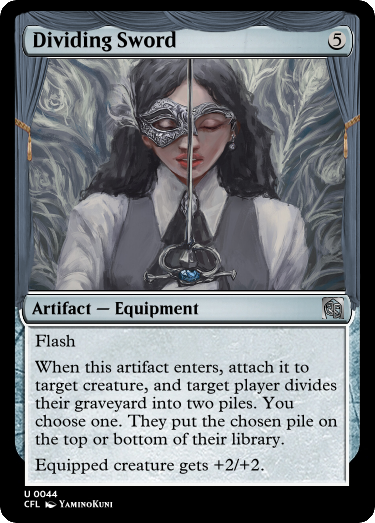 Dividing Sword 5
Artifact — Equipment
Flash
When this artifact enters, attach it to
target creature, and target player divides
their graveyard into two piles. You
choose one. They put the chosen pile on
the top or bottom of their library.
Equipped creature gets +2/+2.
U 0044
CFL YaminoKuni